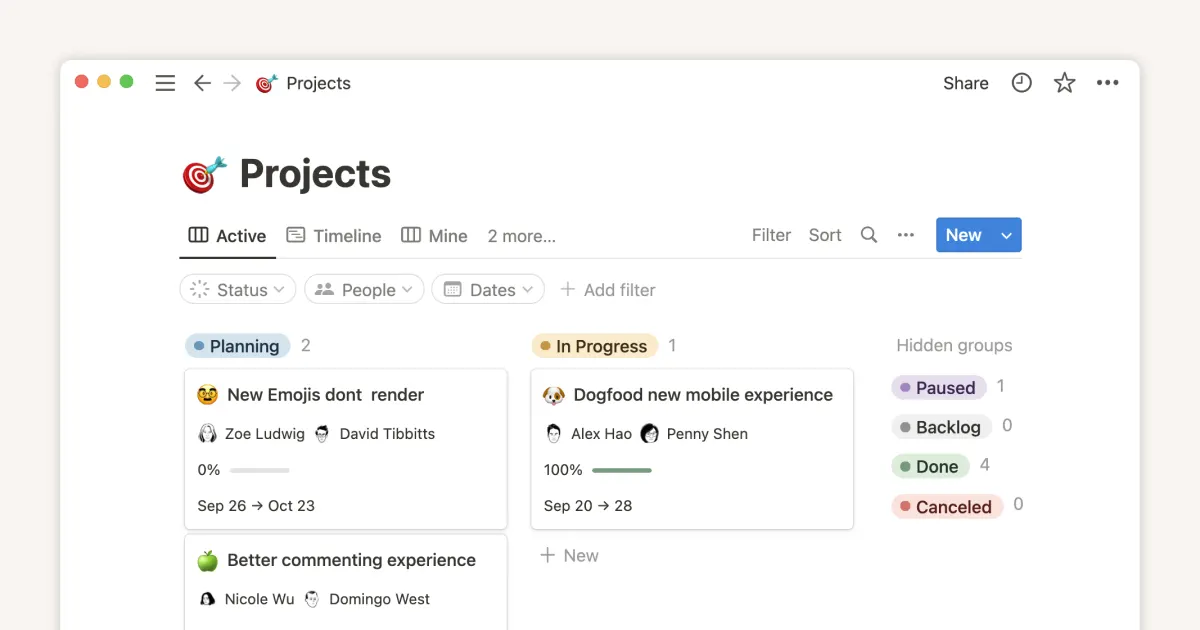 Projects
Share
Projects
Active Timeline Mine 2 more...
Filter Sort New
Status People Dates + Add filter
Planning 2
New Emojis dont  render
Zoe Ludwig David Tibbitts
0%
Sep 26 → Oct 23
Better commenting experience
Nicole Wu Domingo West
In Progress 1
Dogfood new mobile experience
Alex Hao Penny Shen
100%
Sep 20 → 28
+ New
Hidden groups
Paused 1
Backlog 0
Done 4
Canceled 0